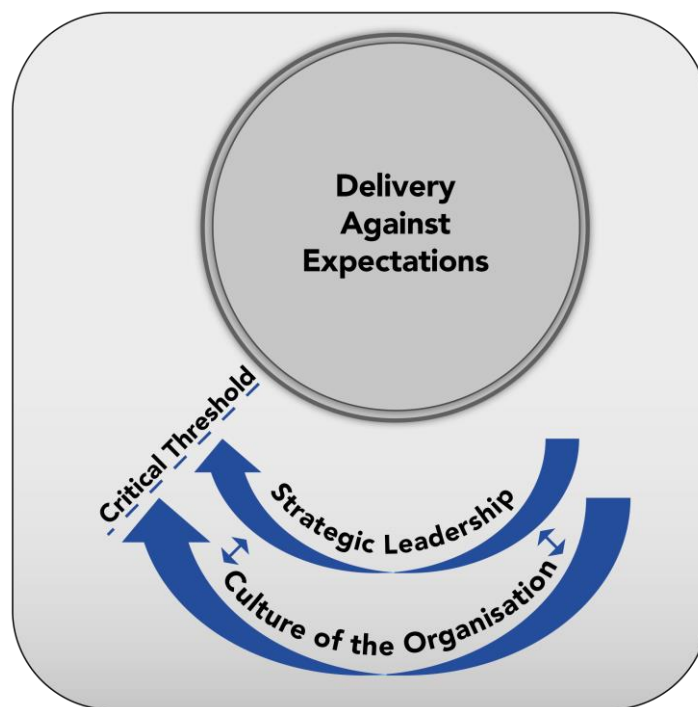 Delivery
Against
Expectations
Critical Threshold
Strategic Leadership
Culture of the Organisation